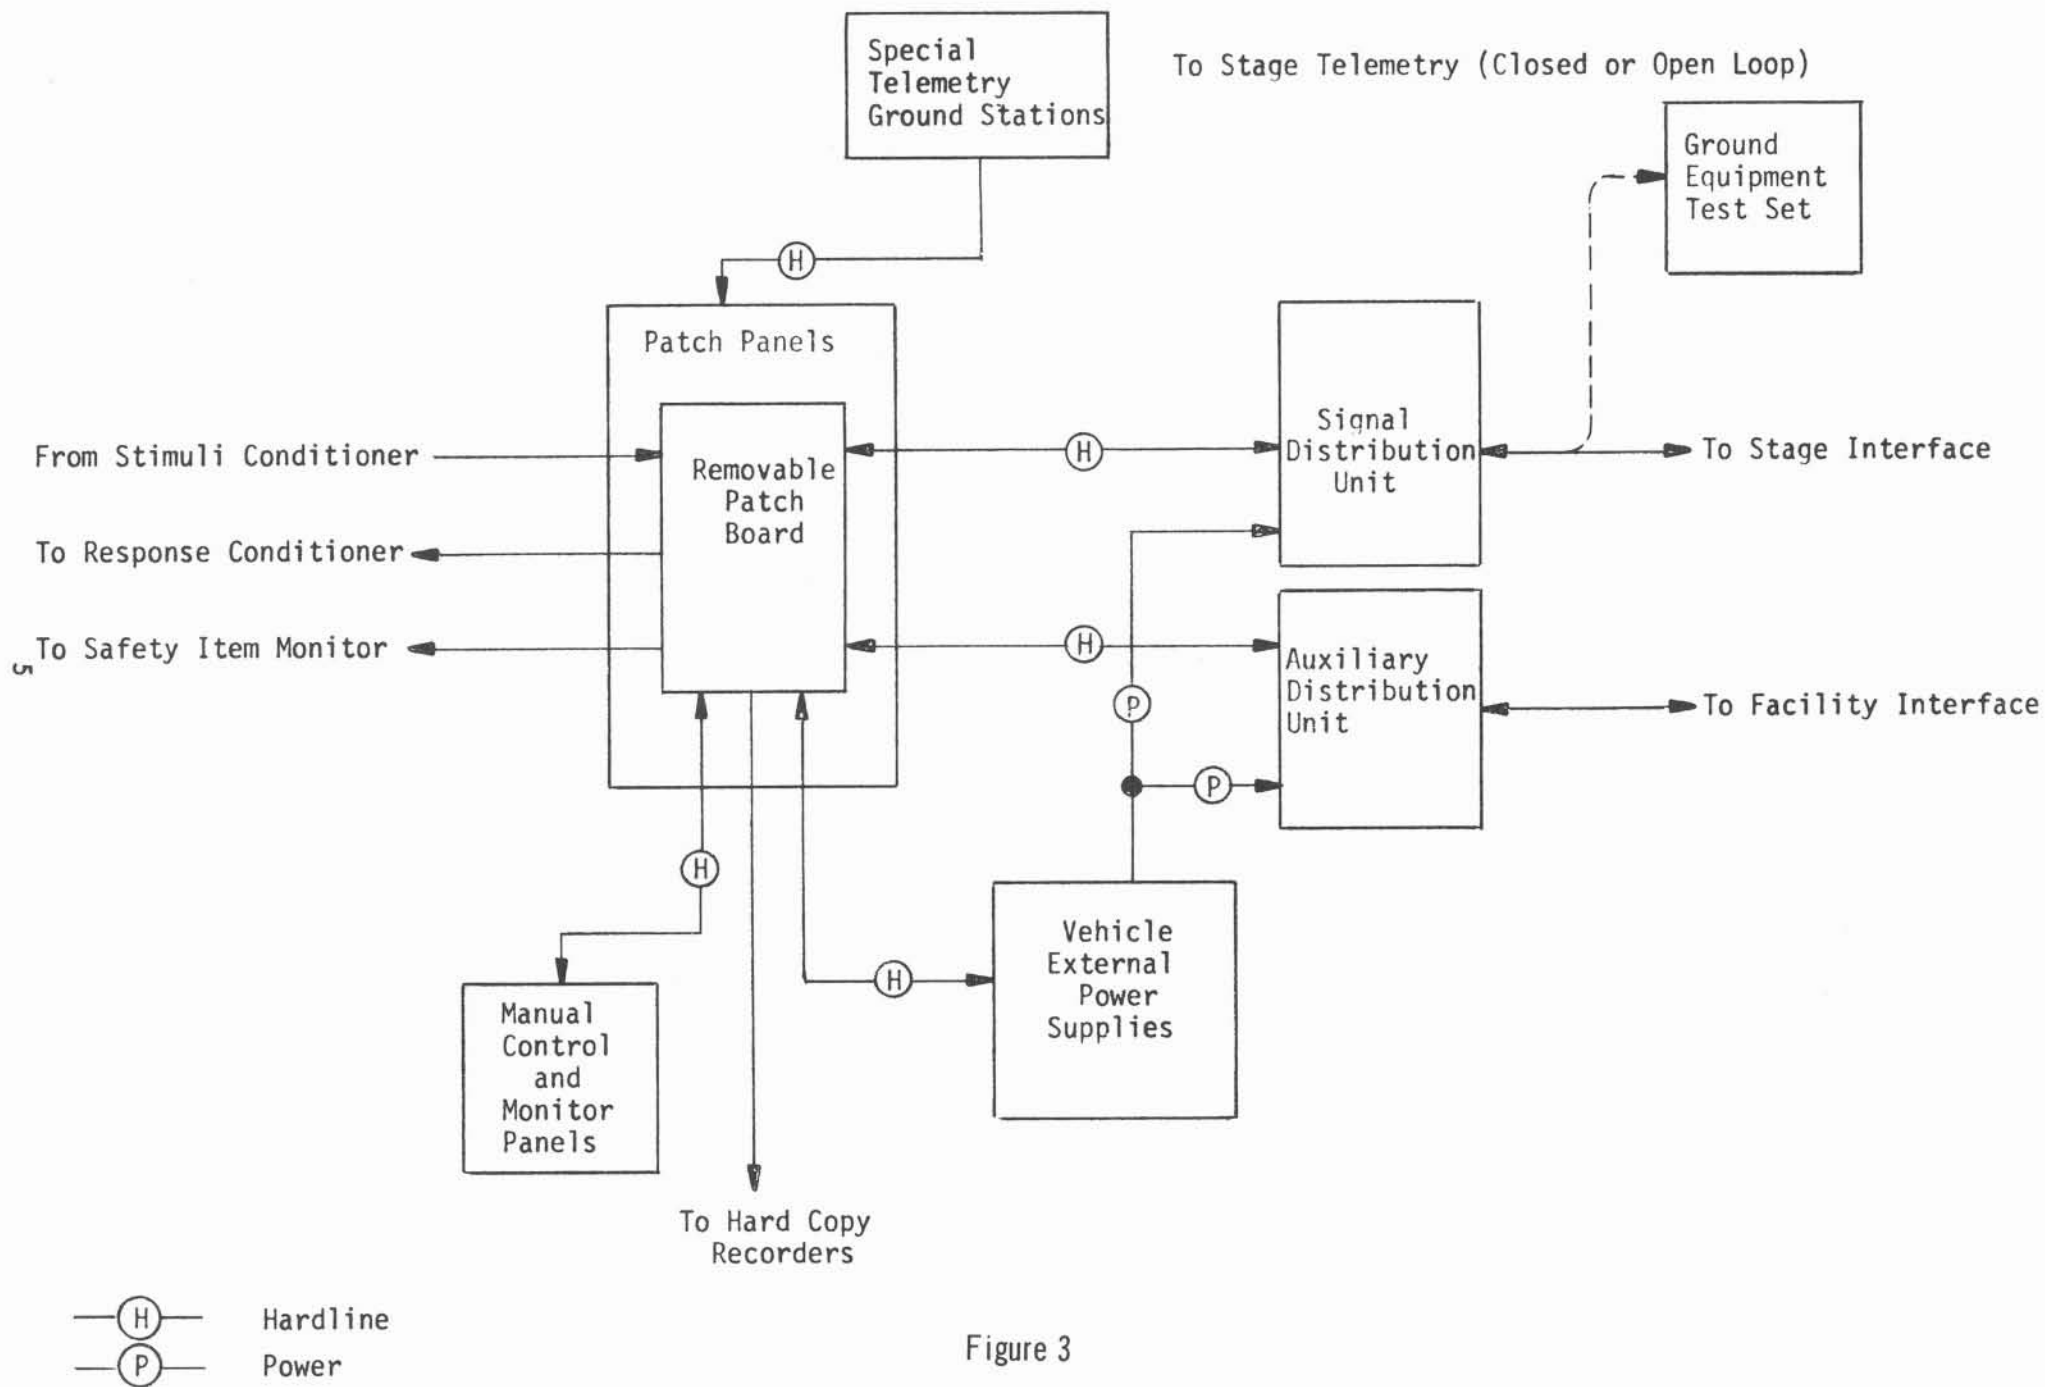 Special
Telemetry
Ground Stations
To Stage Telemetry (Closed or Open Loop)
Ground
Equipment
Test Set
H
Patch Panels
From Stimuli Conditioner
Removable
Patch
Board
H
Signal
Distribution
Unit
To Stage Interface
To Response Conditioner
To Safety Item Monitor
5
H
Auxiliary
Distribution
Unit
To Facility Interface
P
P
H
H
Vehicle
External
Power
Supplies
Manual
Control
and
Monitor
Panels
To Hard Copy
Recorders
H Hardline
P Power
Figure 3